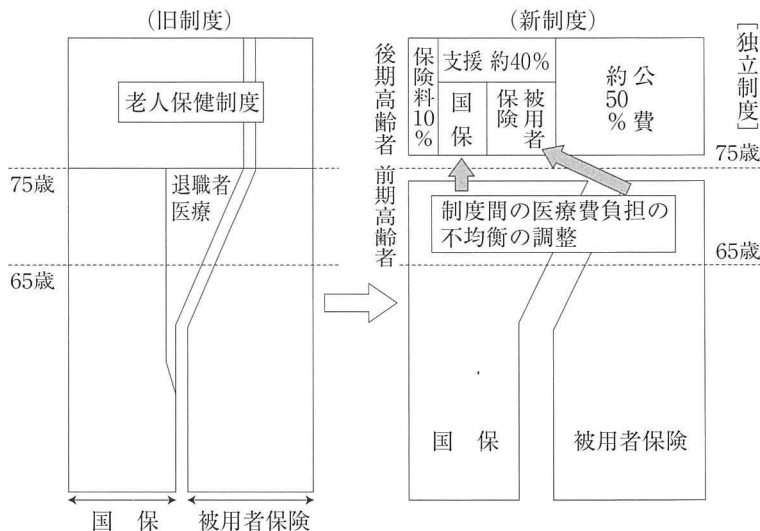 (旧制度)
老人保健制度
75歳
退職者
医療
65歳
国 保
被用者保険
(新制度)
後期高齢者
保険料10%
支援 約40%
国保
被用者
保険
公費
約50%
[独立制度]
75歳
前期高齢者
制度間の医療費負担の
不均衡の調整
65歳
国 保
被用者保険